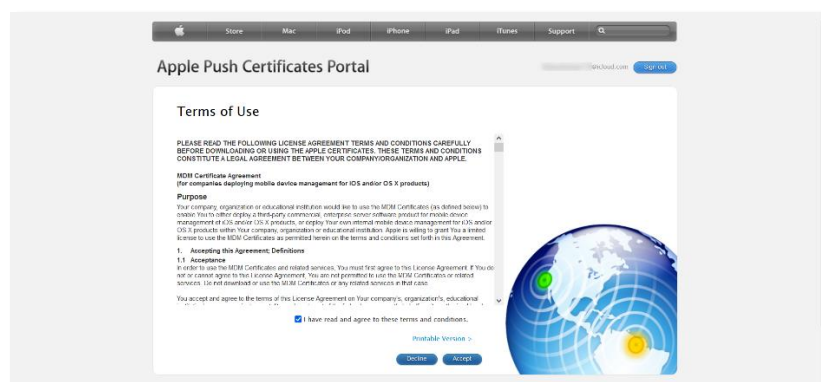 Store Mac iPod iPhone iPad iTunes Support
Apple Push Certificates Portal
@icloud.com Sign out
Terms of Use
PLEASE READ THE FOLLOWING LICENSE AGREEMENT TERMS AND CONDITIONS CAREFULLY
BEFORE DOWNLOADING OR USING THE APPLE CERTIFICATES. THESE TERMS AND CONDITIONS
CONSTITUTE A LEGAL AGREEMENT BETWEEN YOUR COMPANY/ORGANIZATION AND APPLE.
MDM Certificate Agreement
(for companies deploying mobile device management for iOS and/or OS X products)
Purpose
Your company, organization or educational institution would like to use the MDM Certificates (as defined below) to
enable You to either deploy a third-party commercial, enterprise server software product for mobile device
management of iOS and/or OS X products, or deploy Your own internal mobile device management for iOS and/or
OS X products within Your company, organization or educational institution. Apple is willing to grant You a limited
license to use the MDM Certificates as permitted herein on the terms and conditions set forth in this Agreement.
1. Accepting this Agreement; Definitions
1.1 Acceptance
In order to use the MDM Certificates and related services, You must first agree to this License Agreement. If You do
not or cannot agree to this License Agreement, You are not permitted to use the MDM Certificates or related
services. Do not download or use the MDM Certificates or any related services in that case.
You accept and agree to the terms of this License Agreement on Your company's, organization's, educational
I have read and agree to these terms and conditions.
Printable Version >
Decline Accept